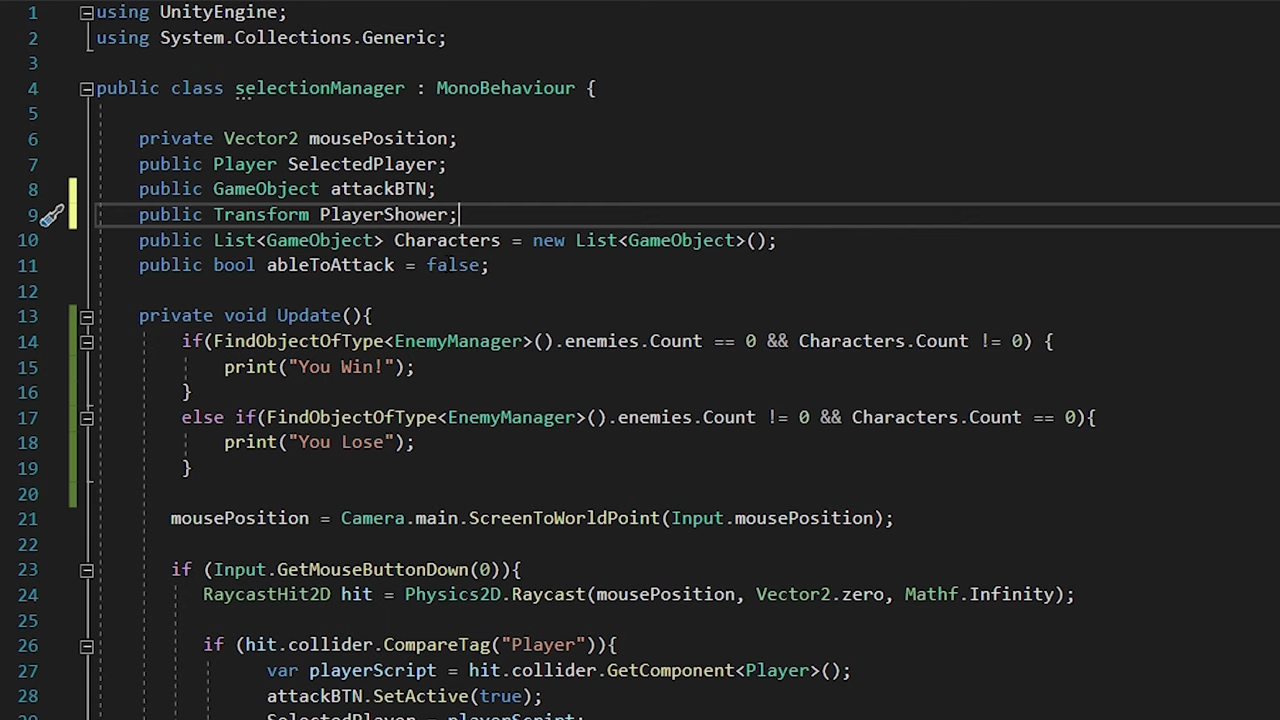 1 using UnityEngine;
2 using System.Collections.Generic;
3
4 public class selectionManager : MonoBehaviour {
5
6 private Vector2 mousePosition;
7 public Player SelectedPlayer;
8 public GameObject attackBTN;
9 public Transform PlayerShower;
10 public List<GameObject> Characters = new List<GameObject>();
11 public bool ableToAttack = false;
12
13 private void Update(){
14 if(FindObjectOfType<EnemyManager>().enemies.Count == 0 && Characters.Count != 0) {
15 print("You Win!");
16 }
17 else if(FindObjectOfType<EnemyManager>().enemies.Count != 0 && Characters.Count == 0){
18 print("You Lose");
19 }
20
21 mousePosition = Camera.main.ScreenToWorldPoint(Input.mousePosition);
22
23 if (Input.GetMouseButtonDown(0)){
24 RaycastHit2D hit = Physics2D.Raycast(mousePosition, Vector2.zero, Mathf.Infinity);
25
26 if (hit.collider.CompareTag("Player")){
27 var playerScript = hit.collider.GetComponent<Player>();
28 attackBTN.SetActive(true);
SelectedPlayer = playerScript;